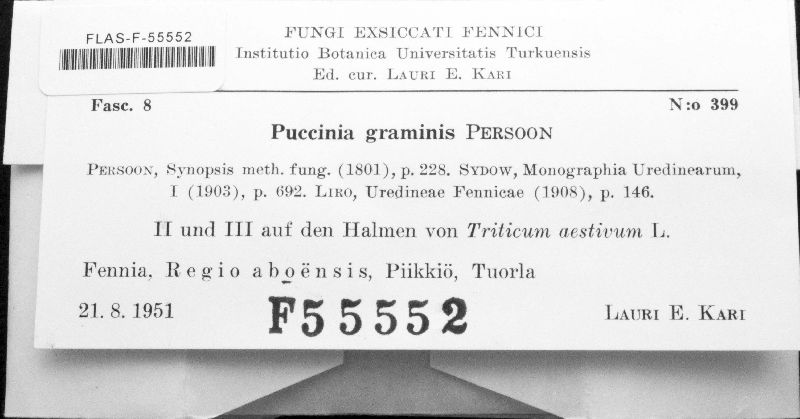 FLAS-F-55552
FUNGI EXSICCATI FENNICI
Institutio Botanica Universitatis Turkuensis
Ed. cur. LAURI E. KARI
Fasc. 8 N:o 399
Puccinia graminis PERSOON
PERSOON, Synopsis meth. fung. (1801), p. 228. SYDOW, Monographia Uredinearum,
I (1903), p. 692. LIRO, Uredineae Fennicae (1908), p. 146.
II und III auf den Halmen von Triticum aestivum L.
Fennia, Regio aboënsis, Piikkiö, Tuorla
21. 8. 1951 F55552 LAURI E. KARI